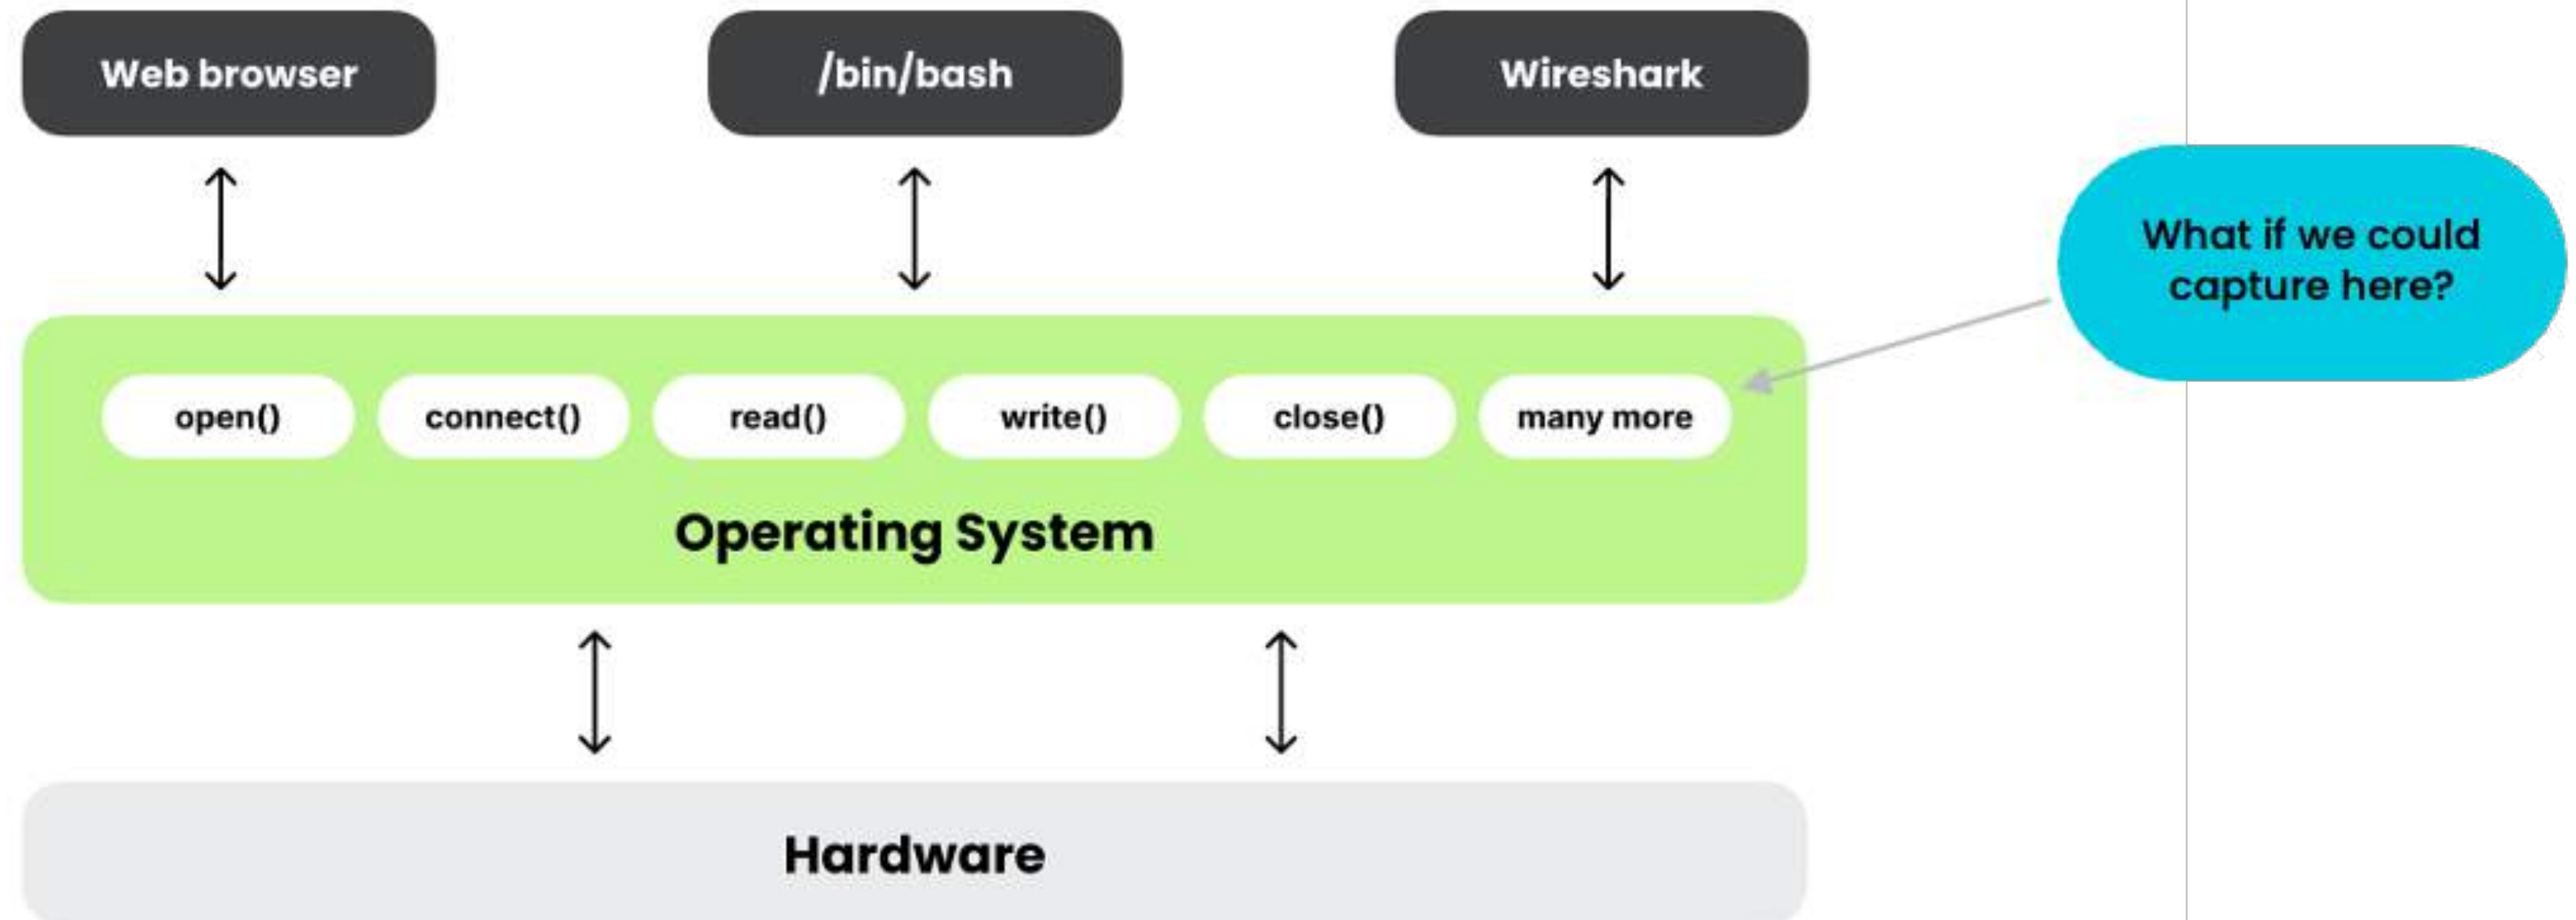 Web browser
/bin/bash
Wireshark
What if we could
capture here?
open()
connect()
read()
write()
close()
many more
Operating System
Hardware